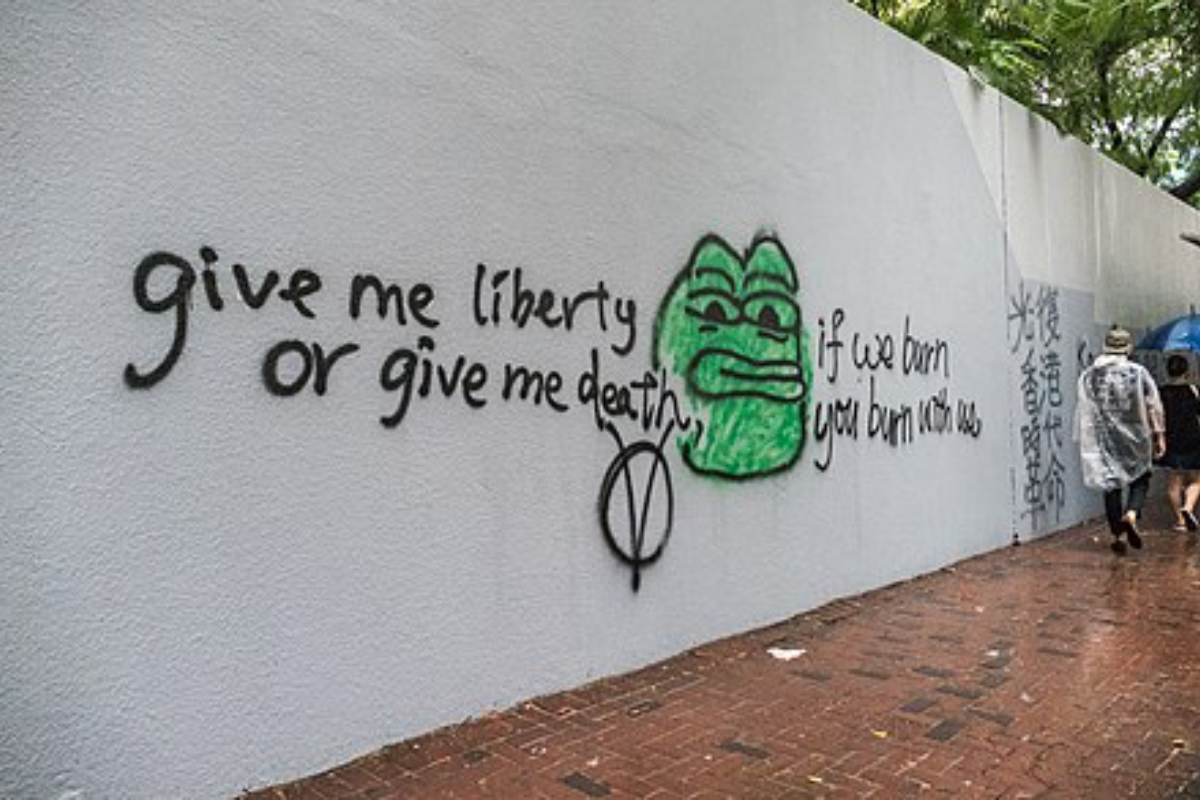 give me liberty
or give me death,
if we burn
you burn with us
光復
香港
時代
革命